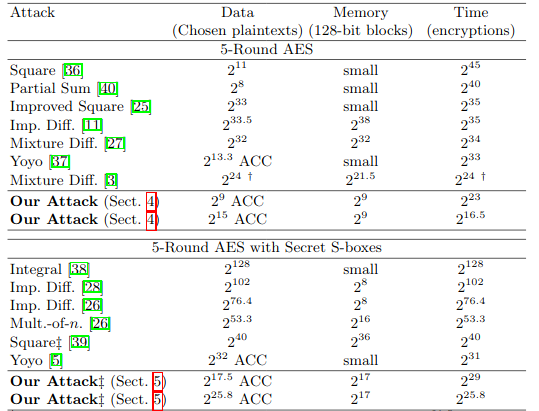 Attack Data Memory Time
(Chosen plaintexts) (128-bit blocks) (encryptions)
5-Round AES
Square [36] 2^11 small 2^45
Partial Sum [40] 2^8 small 2^40
Improved Square [25] 2^33 small 2^35
Imp. Diff. [11] 2^33.5 2^38 2^35
Mixture Diff. [27] 2^32 2^32 2^34
Yoyo [37] 2^13.3 ACC small 2^33
Mixture Diff. [3] 2^24 † 2^21.5 2^24 †
Our Attack (Sect. 4) 2^9 ACC 2^9 2^23
Our Attack (Sect. 4) 2^15 ACC 2^9 2^16.5
5-Round AES with Secret S-boxes
Integral [38] 2^128 small 2^128
Imp. Diff. [28] 2^102 2^8 2^102
Imp. Diff. [26] 2^76.4 2^8 2^76.4
Mult.-of-n. [26] 2^53.3 2^16 2^53.3
Square‡ [39] 2^40 2^36 2^40
Yoyo [5] 2^32 ACC small 2^31
Our Attack‡ (Sect. 5) 2^17.5 ACC 2^17 2^29
Our Attack‡ (Sect. 5) 2^25.8 ACC 2^17 2^25.8